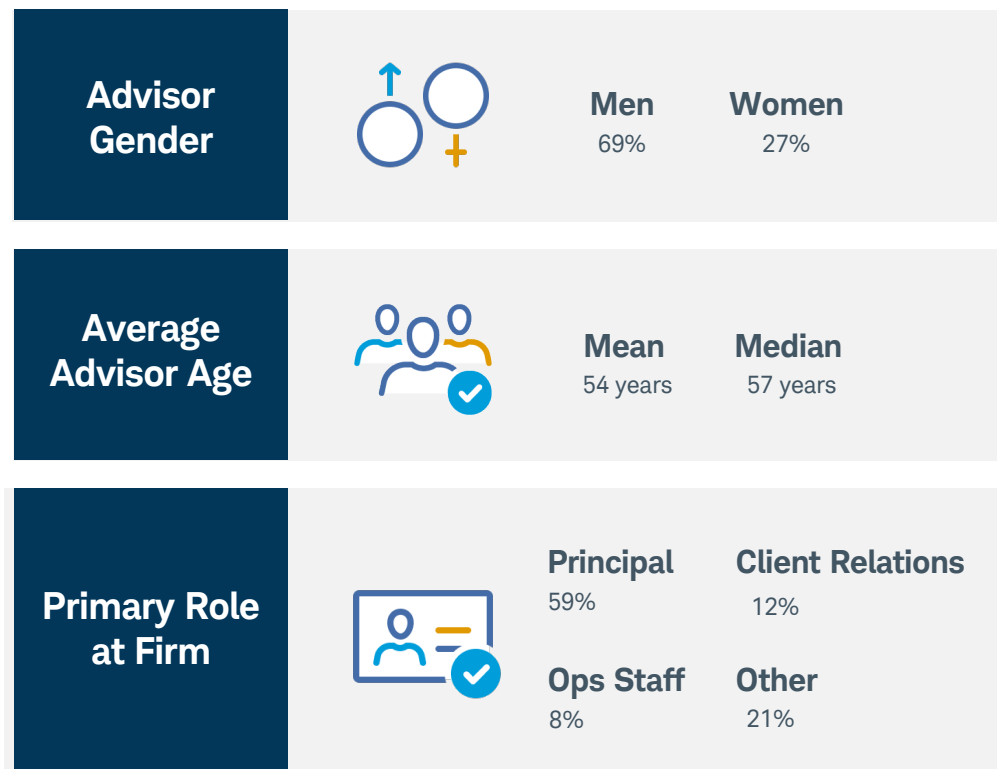 Advisor
Gender
Men
Women
69%
27%
Average
Advisor Age
Mean
Median
54 years
57 years
Primary Role
at Firm
Principal
Client Relations
59%
12%
Ops Staff
Other
8%
21%